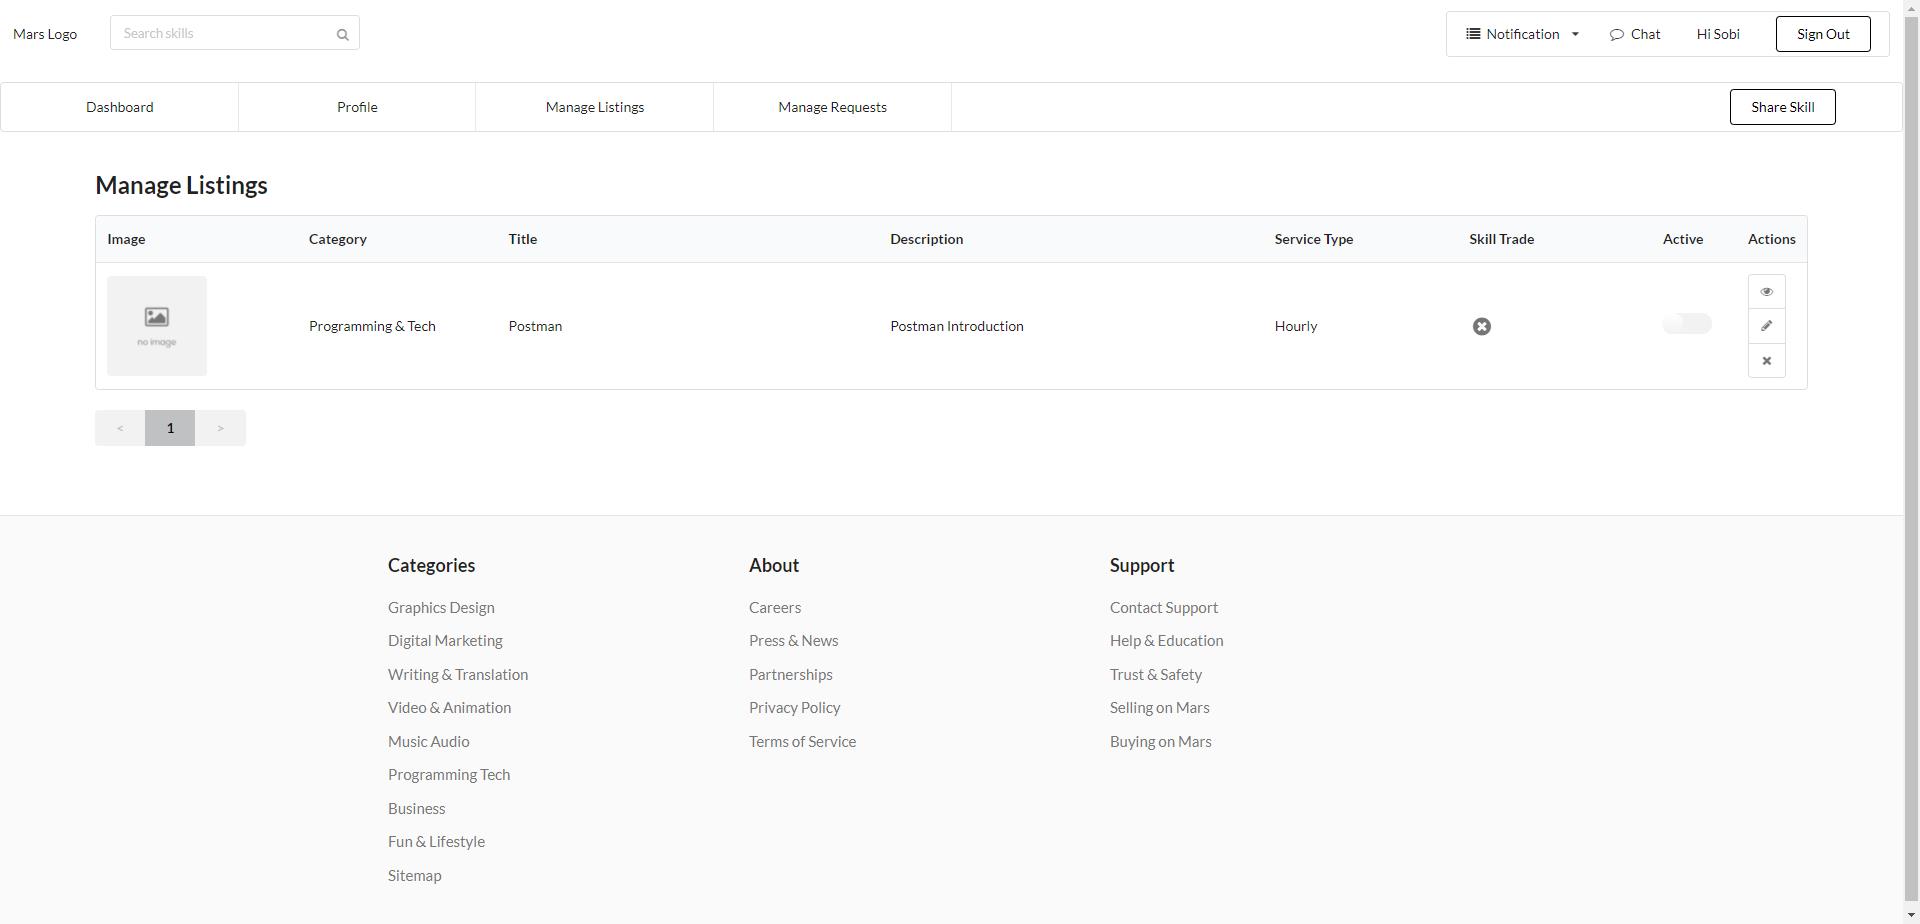 Mars Logo
Search skills
Notification
Chat
Hi Sobi
Sign Out
Dashboard
Profile
Manage Listings
Manage Requests
Share Skill
Manage Listings
Image Category Title Description Service Type Skill Trade Active Actions
no image
Programming & Tech Postman Postman Introduction Hourly
< 1 >
Categories
Graphics Design
Digital Marketing
Writing & Translation
Video & Animation
Music Audio
Programming Tech
Business
Fun & Lifestyle
Sitemap
About
Careers
Press & News
Partnerships
Privacy Policy
Terms of Service
Support
Contact Support
Help & Education
Trust & Safety
Selling on Mars
Buying on Mars